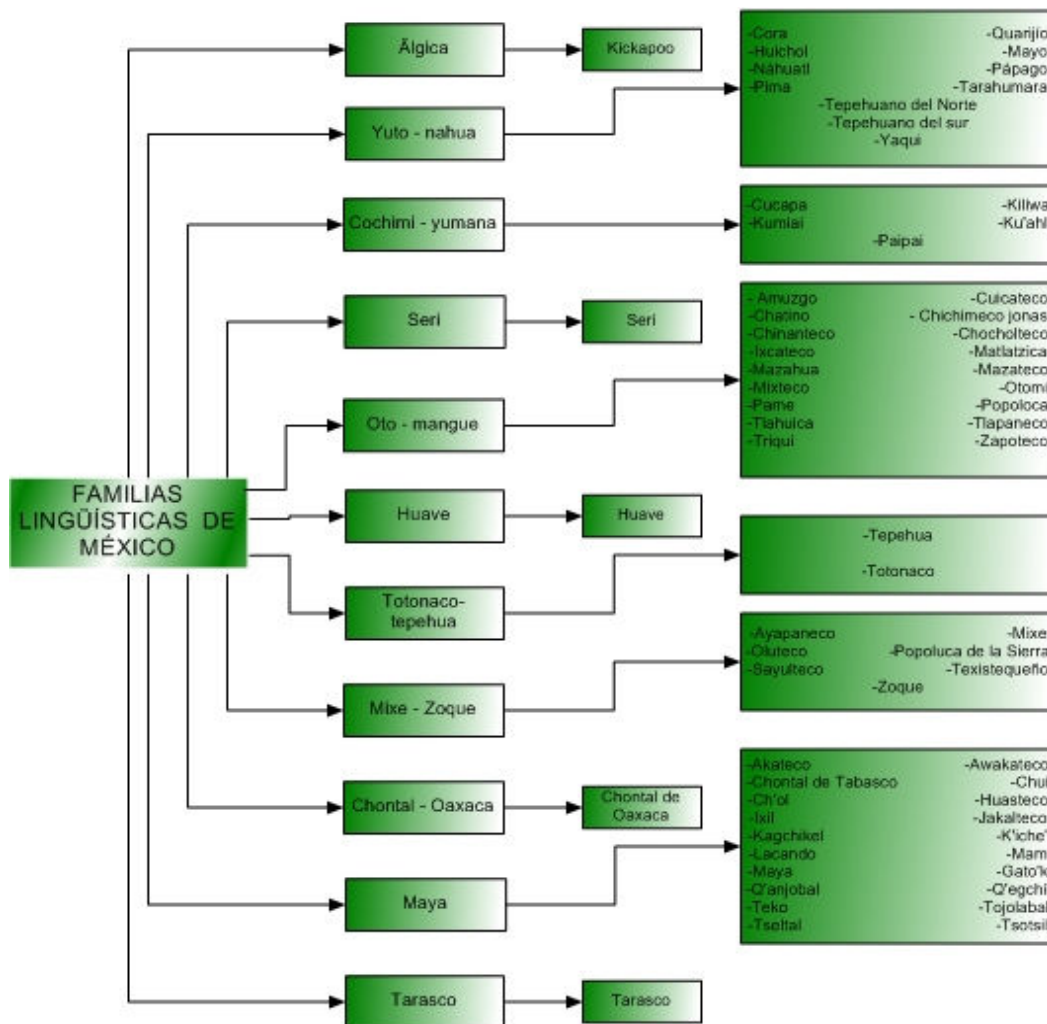 FAMILIAS
LINGÜÍSTICAS DE
MÉXICO
Álgica
Kickapoo
Yuto - nahua
-Cora -Quarijío
-Huichol -Mayo
-Náhuatl -Pápago
-Pima -Tarahumara
-Tepehuano del Norte
-Tepehuano del sur
-Yaqui
Cochimi - yumana
-Cucapa -Kiliwa
-Kumiai -Ku'ahl
-Paipai
Seri
Seri
Oto - mangue
- Amuzgo -Cuicateco
-Chatino - Chichimeco jonas
-Chinanteco -Chocholteco
-Ixcateco -Matlatzica
-Mazahua -Mazateco
-Mixteco -Otomi
-Pame -Popoloca
-Tlahuica -Tlapaneco
-Triqui -Zapoteco
Huave
Huave
Totonaco-
tepehua
-Tepehua
-Totonaco
Mixe - Zoque
-Ayapaneco -Mixe
-Oluteco -Popoluca de la Sierra
-Sayulteco -Texistequeño
-Zoque
Chontal - Oaxaca
Chontal de
Oaxaca
Maya
-Akateco -Awakateco
-Chontal de Tabasco -Chuj
-Ch'ol -Huasteco
-Ixil -Jakalteco
-Kagchikel -K'iche'
-Lacando -Mam
-Maya -Gato'k
-Q'anjobal -Q'egchi
-Teko -Tojolabal
-Tseltal -Tsotsil
Tarasco
Tarasco